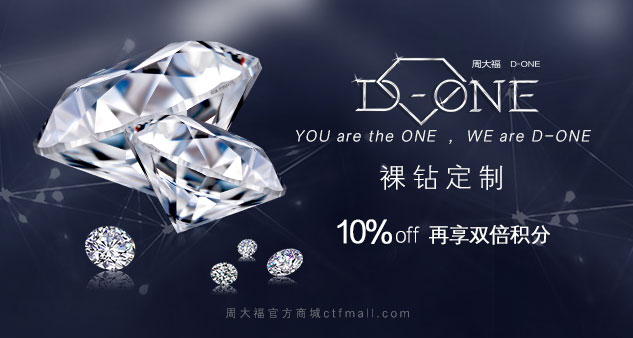 周大福 D-ONE
D-ONE
YOU are the ONE , WE are D-ONE
裸钻定制
10%off 再享双倍积分
周大福官方商城ctfmall.com